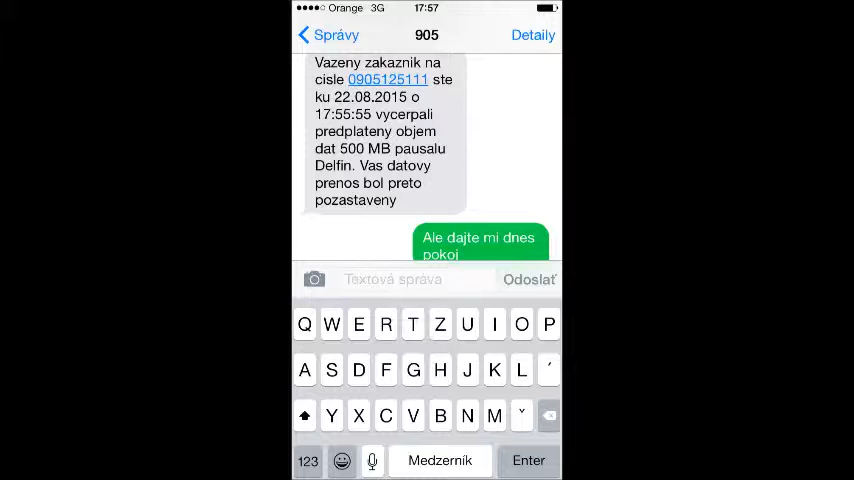 Orange 3G 17:57
Správy 905 Detaily
Vazeny zakaznik na
cisle 0905125111 ste
ku 22.08.2015 o
17:55:55 vycerpali
predplateny objem
dat 500 MB pausalu
Delfin. Vas datovy
prenos bol preto
pozastaveny
Ale dajte mi dnes
pokoj
Textová správa Odoslať
Q W E R T Z U I O P
A S D F G H J K L ´
Y X C V B N M ˇ
123 Medzerník Enter